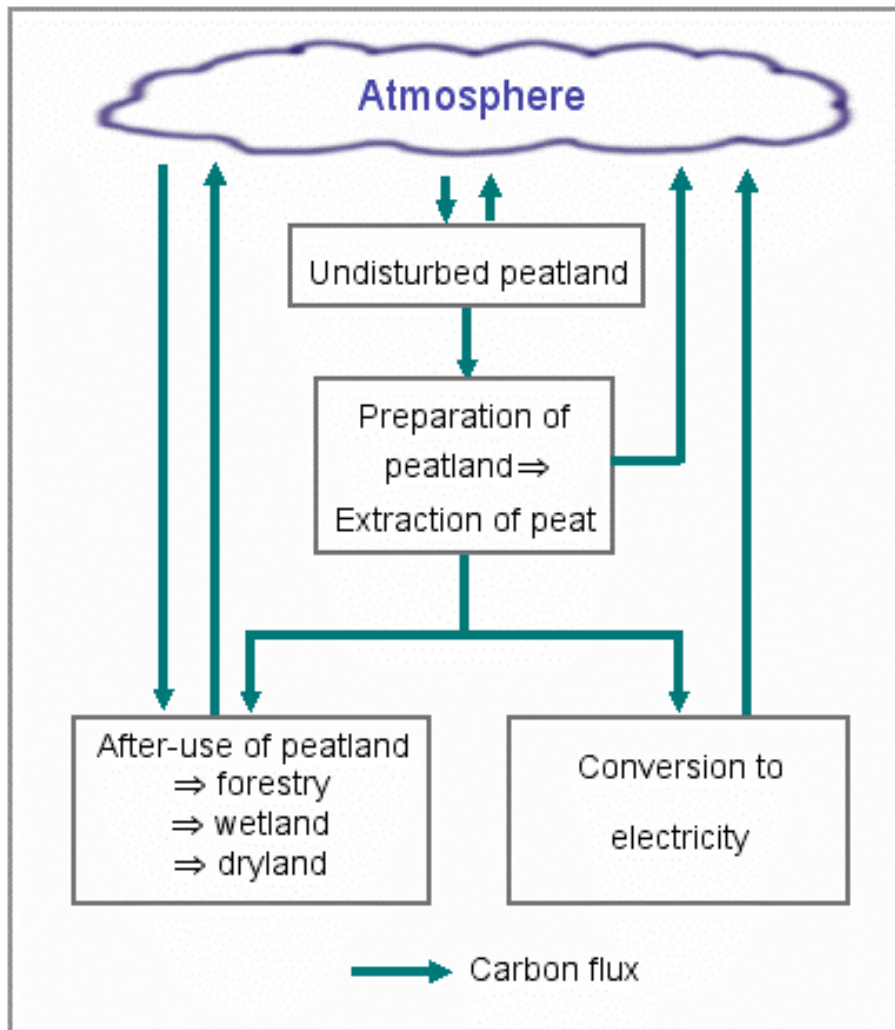 Atmosphere
Undisturbed peatland
Preparation of
peatland⇒
Extraction of peat
After-use of peatland
⇒ forestry
⇒ wetland
⇒ dryland
Conversion to
electricity
Carbon flux